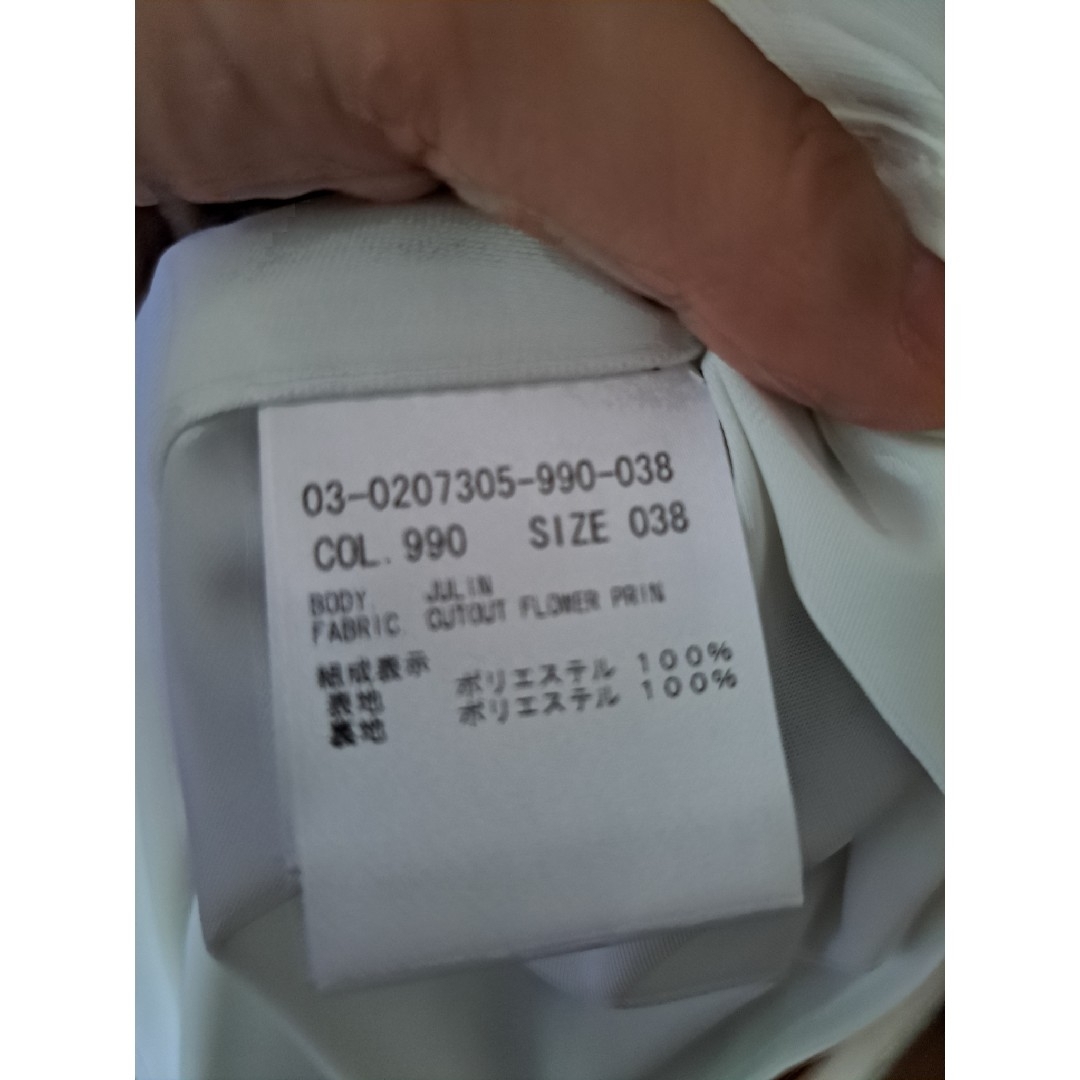 03-0207305-990-038
COL. 990 SIZE 038
BODY. JULIN
FABRIC. CUTOUT FLOWER PRIN
組成表示
表地 ポリエステル 100%
裏地 ポリエステル 100%